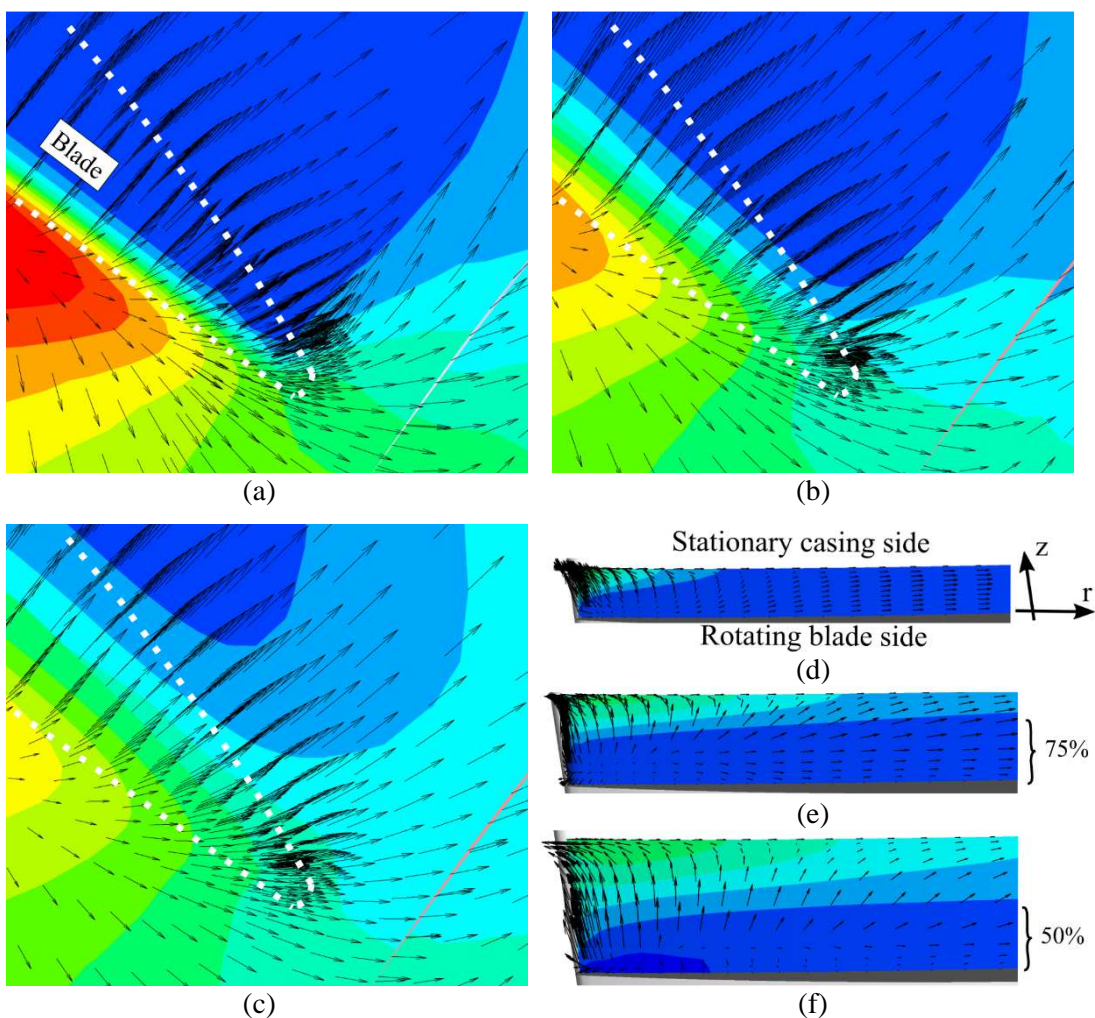 Blade
(a)
(b)
(c)
Stationary casing side
z
r
Rotating blade side
(d)
75%
(e)
50%
(f)